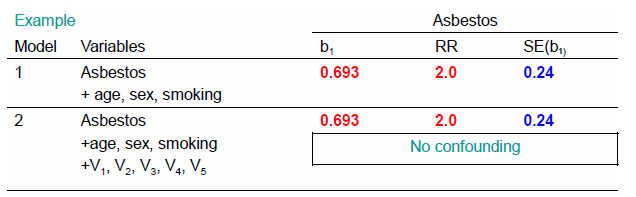 Example Asbestos
Model Variables b₁ RR SE(b₁)
1 Asbestos 0.693 2.0 0.24
+ age, sex, smoking
2 Asbestos 0.693 2.0 0.24
+age, sex, smoking No confounding
+V₁, V₂, V₃, V₄, V₅